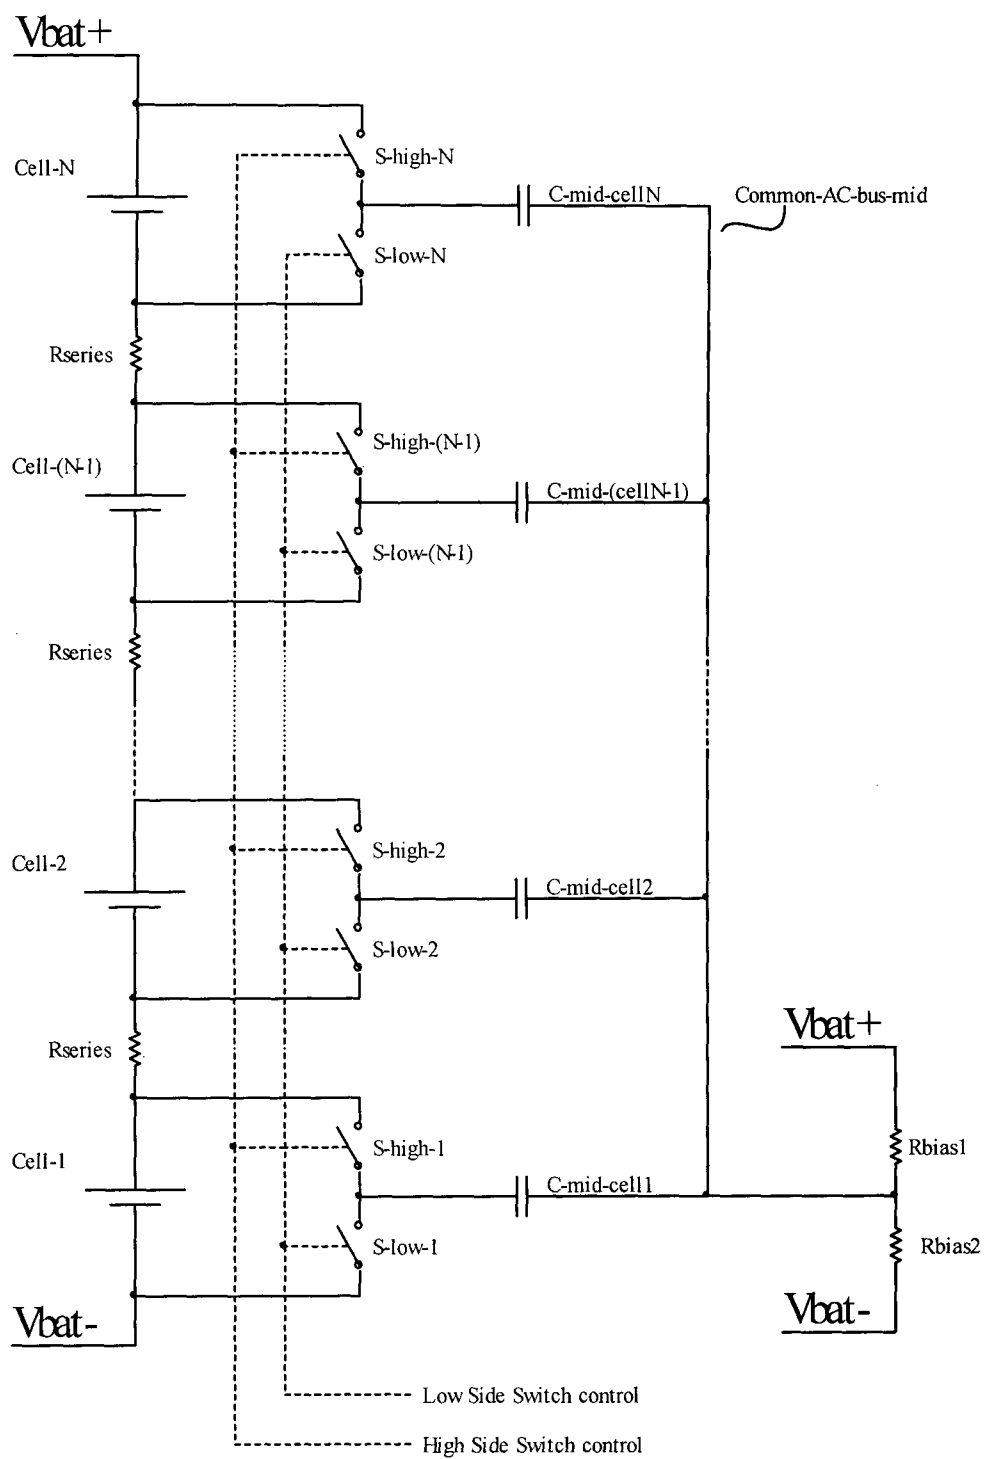 Vbat+
Cell-N
S-high-N
C-mid-cellN
Common-AC-bus-mid
S-low-N
Rseries
S-high-(N-1)
Cell-(N-1)
C-mid-(cellN-1)
S-low-(N-1)
Rseries
S-high-2
Cell-2
C-mid-cell2
S-low-2
Vbat+
Rseries
S-high-1
Rbias1
Cell-1
C-mid-cell1
S-low-1
Rbias2
Vbat-
Vbat-
Low Side Switch control
High Side Switch control